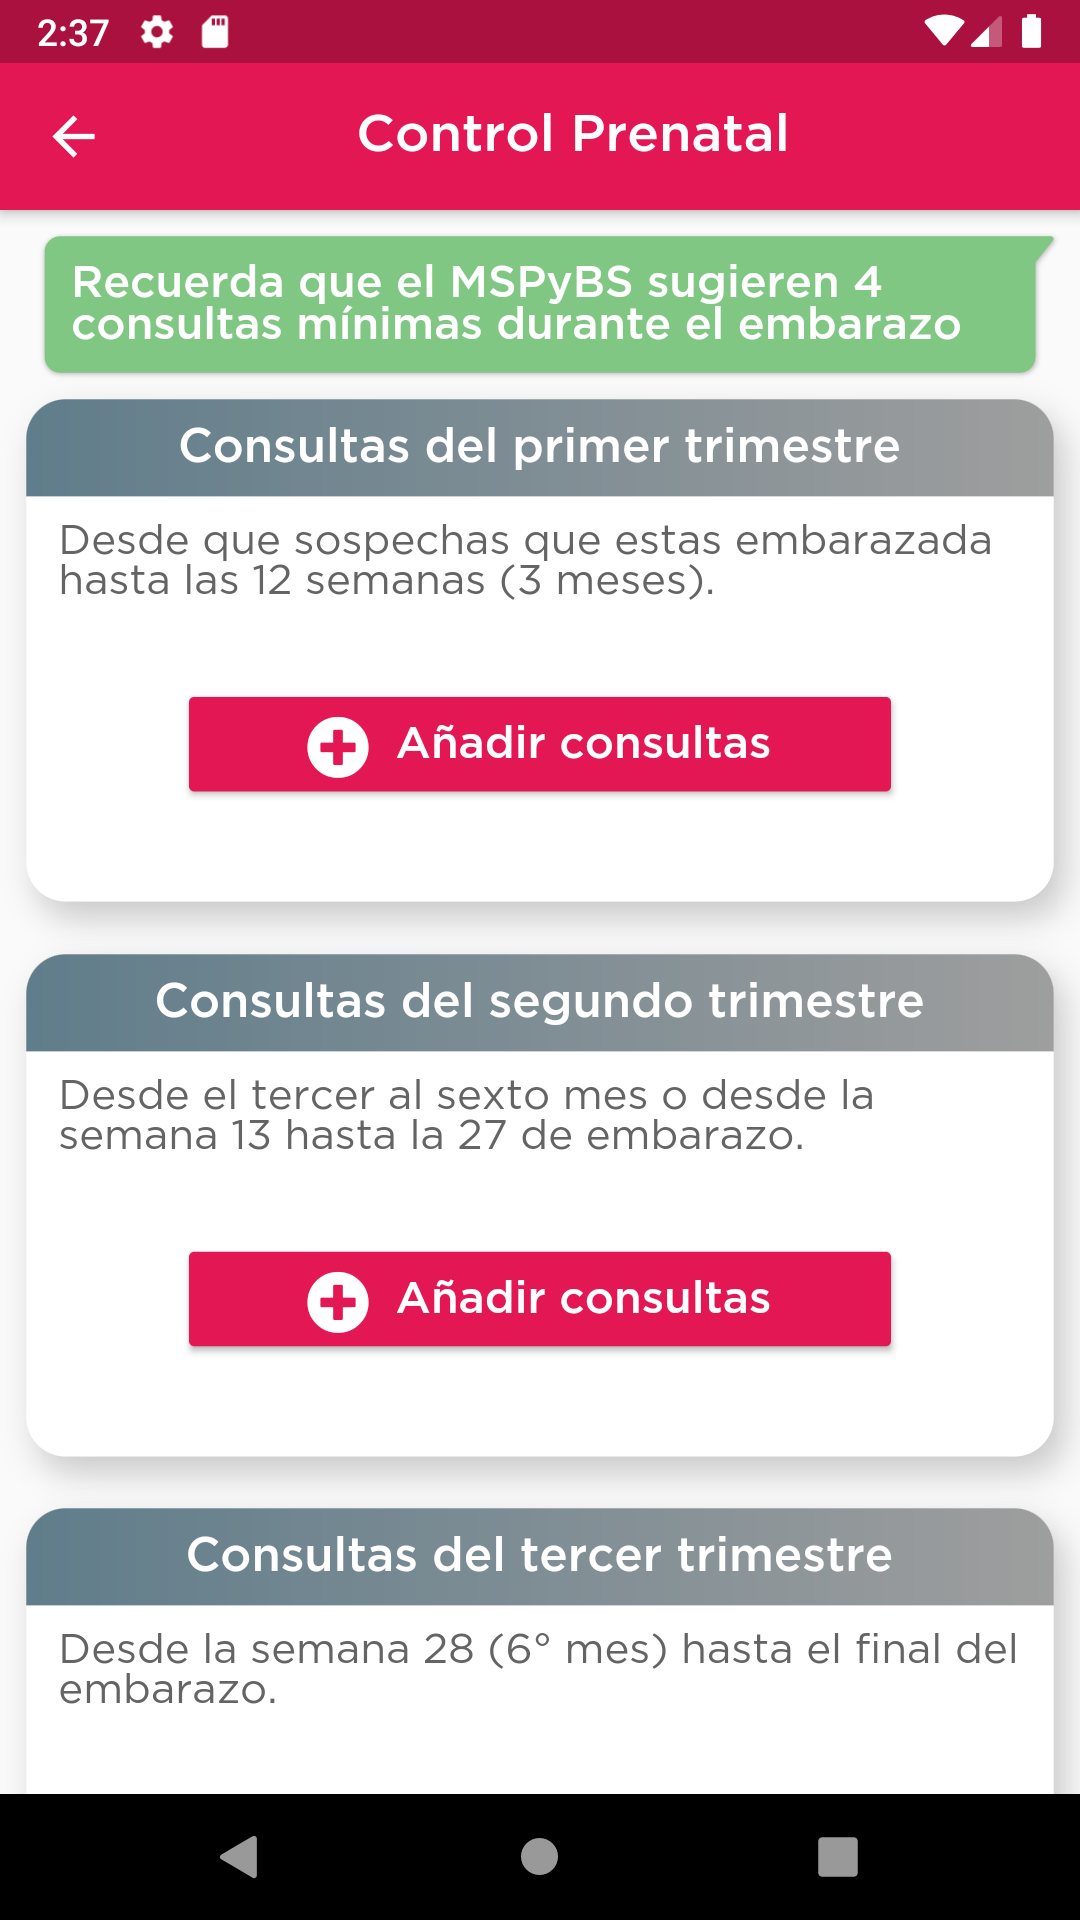 2:37
Control Prenatal
Recuerda que el MSPyBS sugieren 4
consultas mínimas durante el embarazo
Consultas del primer trimestre
Desde que sospechas que estas embarazada
hasta las 12 semanas (3 meses).
Añadir consultas
Consultas del segundo trimestre
Desde el tercer al sexto mes o desde la
semana 13 hasta la 27 de embarazo.
Añadir consultas
Consultas del tercer trimestre
Desde la semana 28 (6° mes) hasta el final del
embarazo.